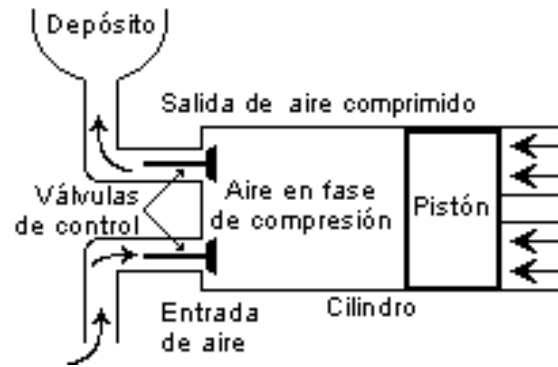 Depósito
Salida de aire comprimido
Válvulas
de control
Aire en fase
de compresión
Pistón
Entrada
de aire
Cilindro